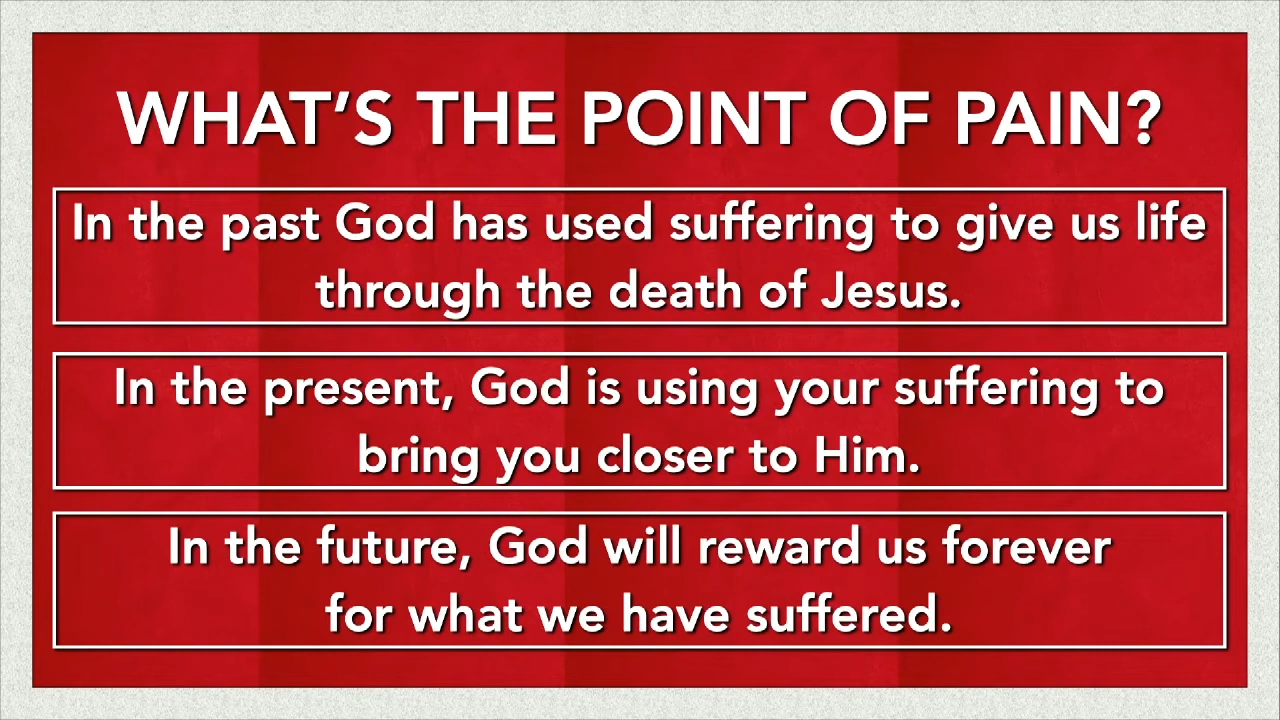 WHAT’S THE POINT OF PAIN?
In the past God has used suffering to give us life
through the death of Jesus.
In the present, God is using your suffering to
bring you closer to Him.
In the future, God will reward us forever
for what we have suffered.